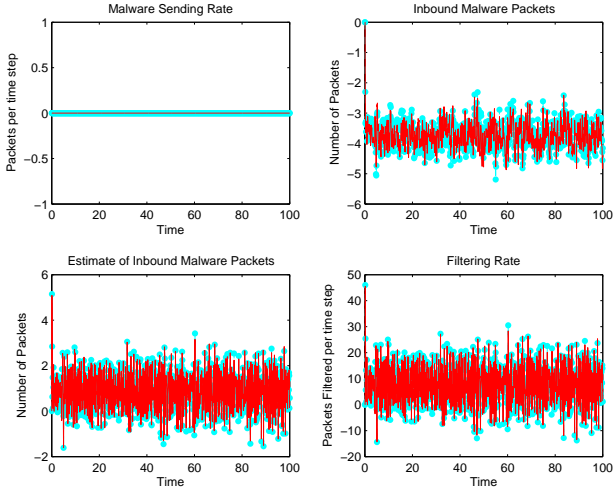 Malware Sending Rate
Packets per time step
1
0.5
0
−0.5
−1
0 20 40 60 80 100
Time
Inbound Malware Packets
Number of Packets
0
−1
−2
−3
−4
−5
−6
0 20 40 60 80 100
Time
Estimate of Inbound Malware Packets
Number of Packets
6
4
2
0
−2
0 20 40 60 80 100
Time
Filtering Rate
Packets Filtered per time step
50
40
30
20
10
0
−10
−20
0 20 40 60 80 100
Time